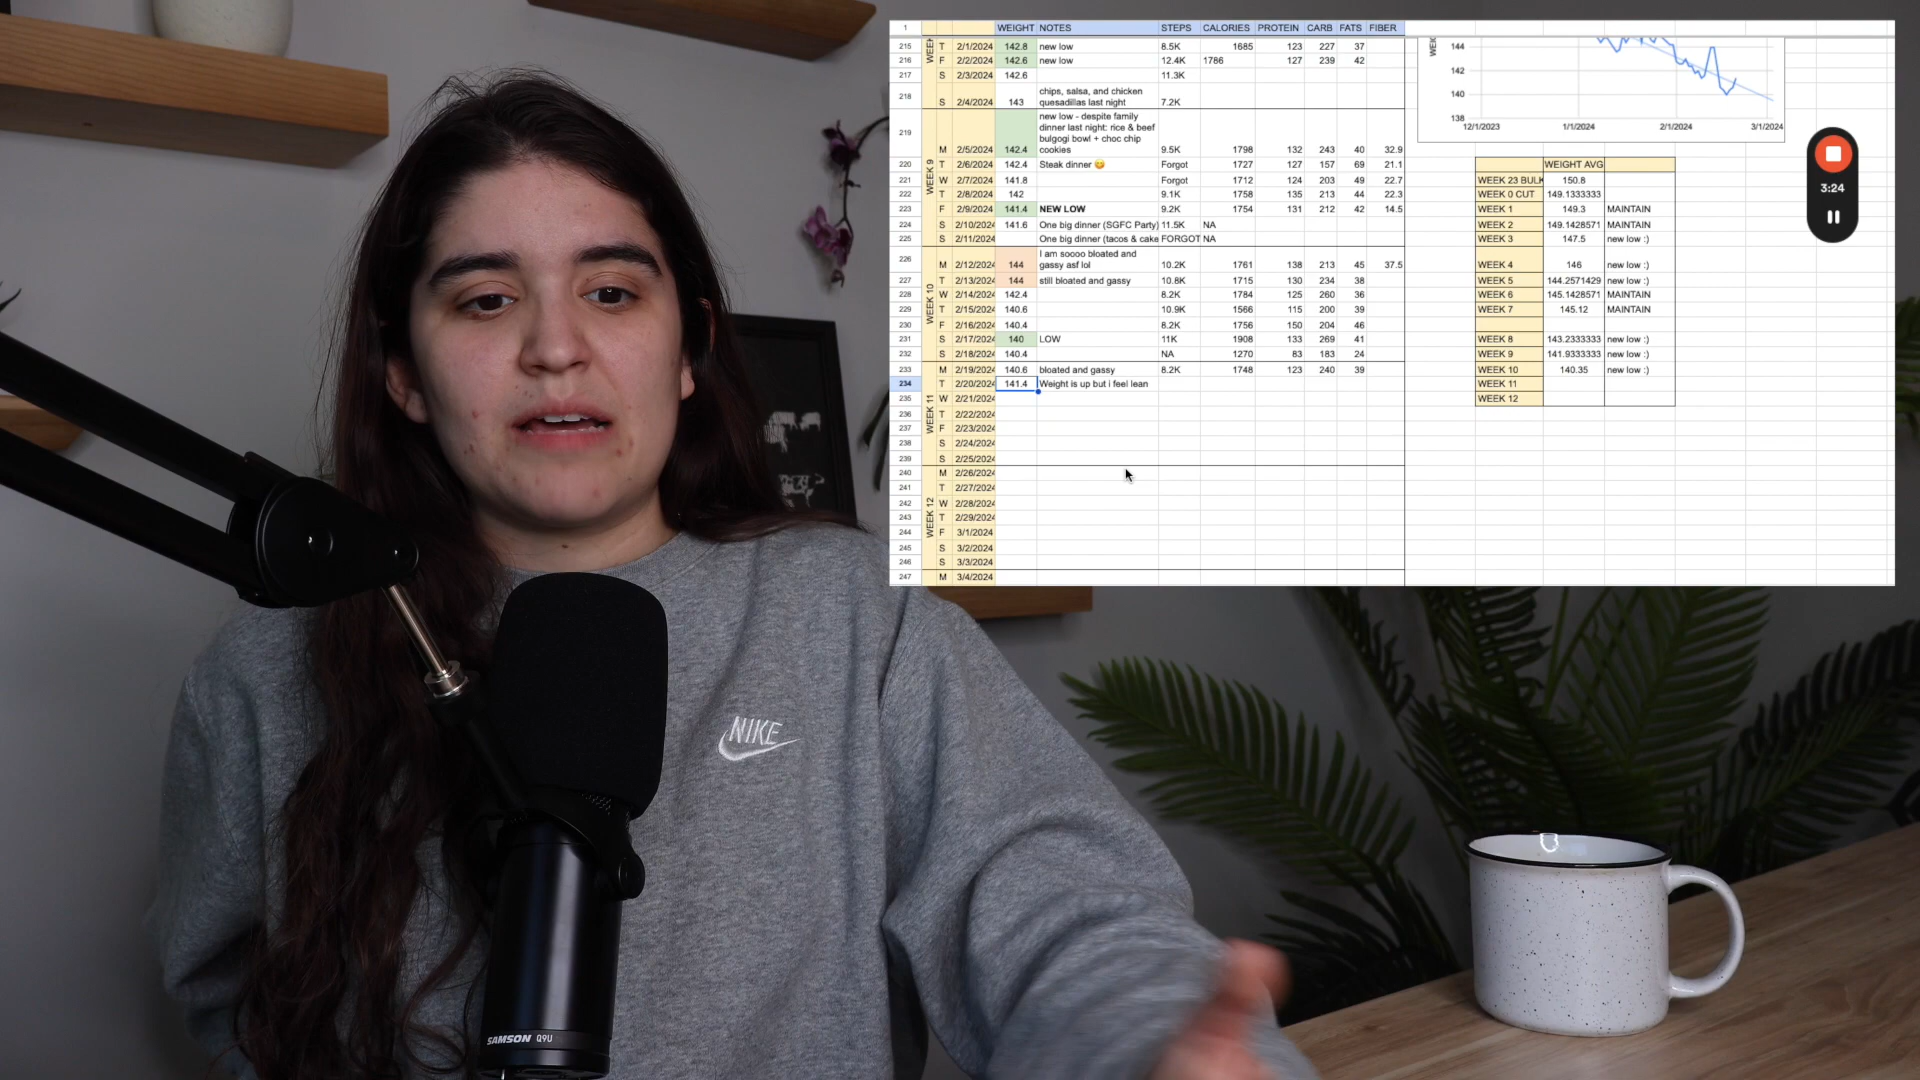 1 WEIGHT NOTES STEPS CALORIES PROTEIN CARB FATS FIBER
215 T 2/1/2024 142.8 new low 8.5K 1685 123 227 37
216 F 2/2/2024 142.6 new low 12.4K 1786 127 239 42
217 S 2/3/2024 142.6 11.3K
chips, salsa, and chicken
218 S 2/4/2024 143 quesadillas last night 7.2K
new low - despite family
dinner last night: rice & beef
bulgogi bowl + choc chip
219 M 2/5/2024 142.4 cookies 9.5K 1798 132 243 40 32.9
WEEK 9
220 T 2/6/2024 142.4 Steak dinner 😋 Forgot 1727 127 157 69 21.1
221 W 2/7/2024 141.8 Forgot 1712 124 203 49 22.7
222 T 2/8/2024 142 9.1K 1758 135 213 44 22.3
223 F 2/9/2024 141.4 NEW LOW 9.2K 1754 131 212 42 14.5
224 S 2/10/2024 141.6 One big dinner (SGFC Party) 11.5K NA
225 S 2/11/2024 One big dinner (tacos & cake FORGOT NA
I am soooo bloated and
226 M 2/12/2024 144 gassy asf lol 10.2K 1761 138 213 45 37.5
WEEK 10
227 T 2/13/2024 144 still bloated and gassy 10.8K 1715 130 234 38
228 W 2/14/2024 142.4 8.2K 1784 125 260 36
229 T 2/15/2024 140.6 10.9K 1566 115 200 39
230 F 2/16/2024 140.4 8.2K 1756 150 204 46
231 S 2/17/2024 140 LOW 11K 1908 133 269 41
232 S 2/18/2024 140.4 NA 1270 83 183 24
233 M 2/19/2024 140.6 bloated and gassy 8.2K 1748 123 240 39
234 T 2/20/2024 141.4 Weight is up but i feel lean
WEEK 11
235 W 2/21/2024
236 T 2/22/2024
237 F 2/23/2024
238 S 2/24/2024
239 S 2/25/2024
240 M 2/26/2024
241 T 2/27/2024
WEEK 12
242 W 2/28/2024
243 T 2/29/2024
244 F 3/1/2024
245 S 3/2/2024
246 S 3/3/2024
247 M 3/4/2024
144
142
140
138
12/1/2023 1/1/2024 2/1/2024 3/1/2024
WEIGHT AVG
WEEK 23 BULK 150.8
WEEK 0 CUT 149.1333333
WEEK 1 149.3 MAINTAIN
WEEK 2 149.1428571 MAINTAIN
WEEK 3 147.5 new low :)
WEEK 4 146 new low :)
WEEK 5 144.2571429 new low :)
WEEK 6 145.1428571 MAINTAIN
WEEK 7 145.12 MAINTAIN
WEEK 8 143.2333333 new low :)
WEEK 9 141.9333333 new low :)
WEEK 10 140.35 new low :)
WEEK 11
WEEK 12
3:24
NIKE
SAMSON Q9U